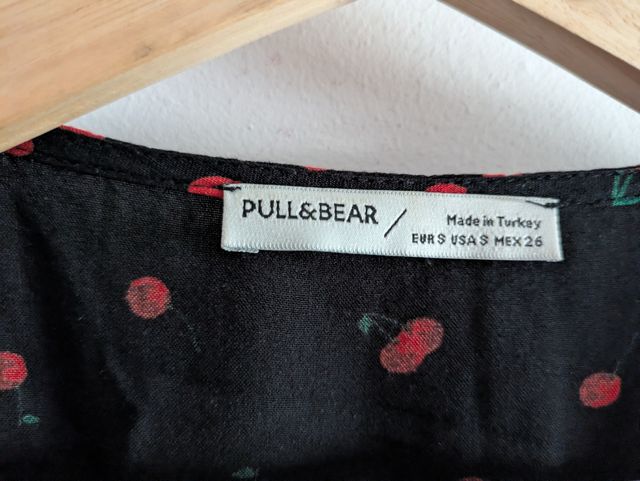 PULL&BEAR /
Made in Turkey
EUR S USA S MEX 26